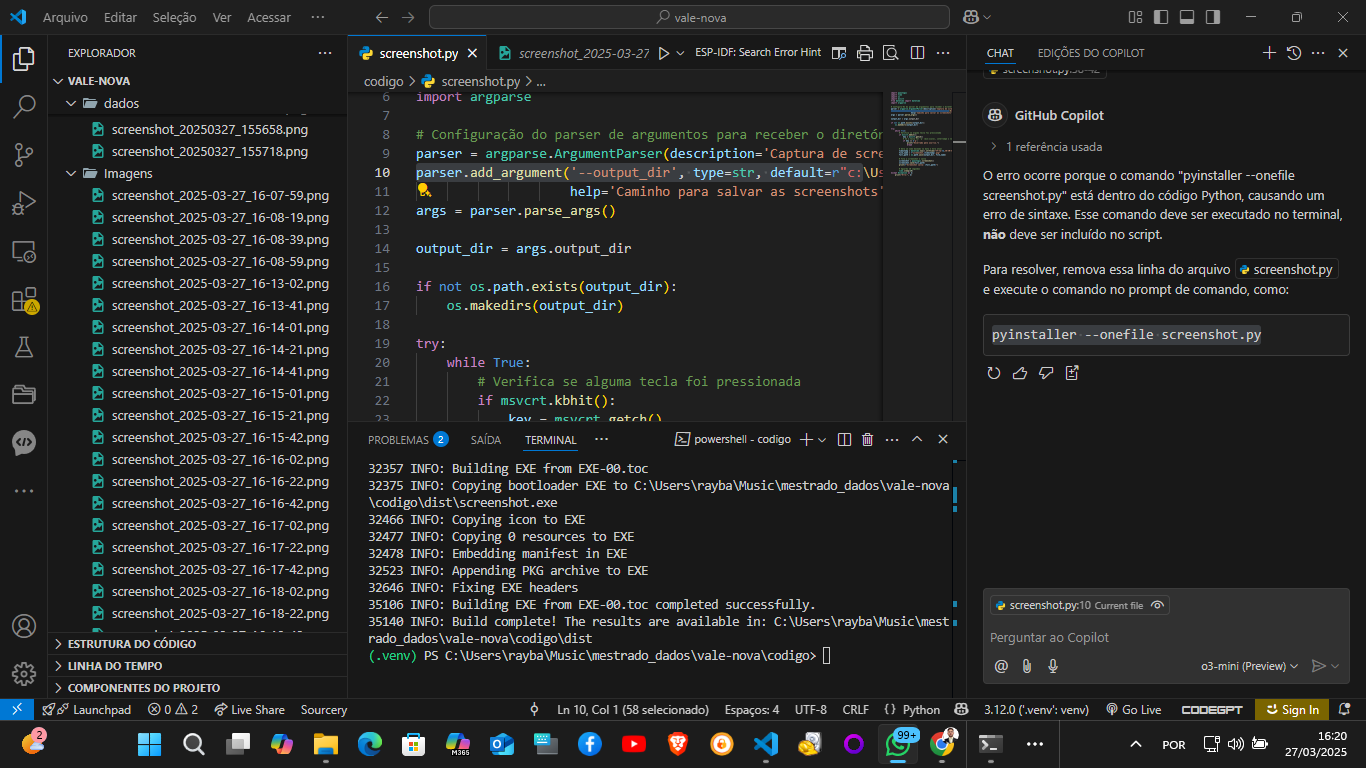 Arquivo Editar Seleção Ver Acessar ··· vale-nova
EXPLORADOR ···
VALE-NOVA
dados
screenshot_20250327_155658.png
screenshot_20250327_155718.png
Imagens
screenshot_2025-03-27_16-07-59.png
screenshot_2025-03-27_16-08-19.png
screenshot_2025-03-27_16-08-39.png
screenshot_2025-03-27_16-08-59.png
screenshot_2025-03-27_16-13-02.png
screenshot_2025-03-27_16-13-41.png
screenshot_2025-03-27_16-14-01.png
screenshot_2025-03-27_16-14-21.png
screenshot_2025-03-27_16-14-41.png
screenshot_2025-03-27_16-15-01.png
screenshot_2025-03-27_16-15-21.png
screenshot_2025-03-27_16-15-42.png
screenshot_2025-03-27_16-16-02.png
screenshot_2025-03-27_16-16-22.png
screenshot_2025-03-27_16-16-42.png
screenshot_2025-03-27_16-17-02.png
screenshot_2025-03-27_16-17-22.png
screenshot_2025-03-27_16-17-42.png
screenshot_2025-03-27_16-18-02.png
screenshot_2025-03-27_16-18-22.png
ESTRUTURA DO CÓDIGO
LINHA DO TEMPO
COMPONENTES DO PROJETO
screenshot.py screenshot_2025-03-27 ESP-IDF: Search Error Hint ···
codigo > screenshot.py > ...
6 import argparse
7
8 # Configuração do parser de argumentos para receber o diretór
9 parser = argparse.ArgumentParser(description='Captura de scre
10 parser.add_argument('--output_dir', type=str, default=r"c:\Us
11 help='Caminho para salvar as screenshots'
12 args = parser.parse_args()
13
14 output_dir = args.output_dir
15
16 if not os.path.exists(output_dir):
17 os.makedirs(output_dir)
18
19 try:
20 while True:
21 # Verifica se alguma tecla foi pressionada
22 if msvcrt.kbhit():
23 key = msvcrt.getch()
PROBLEMAS 2 SAÍDA TERMINAL ··· powershell - codigo
32357 INFO: Building EXE from EXE-00.toc
32375 INFO: Copying bootloader EXE to C:\Users\rayba\Music\mestrado_dados\vale-nova
\codigo\dist\screenshot.exe
32466 INFO: Copying icon to EXE
32477 INFO: Copying 0 resources to EXE
32478 INFO: Embedding manifest in EXE
32523 INFO: Appending PKG archive to EXE
32646 INFO: Fixing EXE headers
35106 INFO: Building EXE from EXE-00.toc completed successfully.
35140 INFO: Build complete! The results are available in: C:\Users\rayba\Music\mest
rado_dados\vale-nova\codigo\dist
(.venv) PS C:\Users\rayba\Music\mestrado_dados\vale-nova\codigo>
CHAT EDIÇÕES DO COPILOT
screenshot.py:30-42
GitHub Copilot
1 referência usada
O erro ocorre porque o comando "pyinstaller --onefile
screenshot.py" está dentro do código Python, causando um
erro de sintaxe. Esse comando deve ser executado no terminal,
não deve ser incluído no script.
Para resolver, remova essa linha do arquivo screenshot.py
e execute o comando no prompt de comando, como:
pyinstaller --onefile screenshot.py
screenshot.py:10 Current file
Perguntar ao Copilot
@ o3-mini (Preview)
Launchpad 0 2 Live Share Sourcery Ln 10, Col 1 (58 selecionado) Espaços: 4 UTF-8 CRLF {} Python 3.12.0 ('.venv': venv) Go Live CODEGPT Sign In
2 M365 99+ POR 16:20
27/03/2025